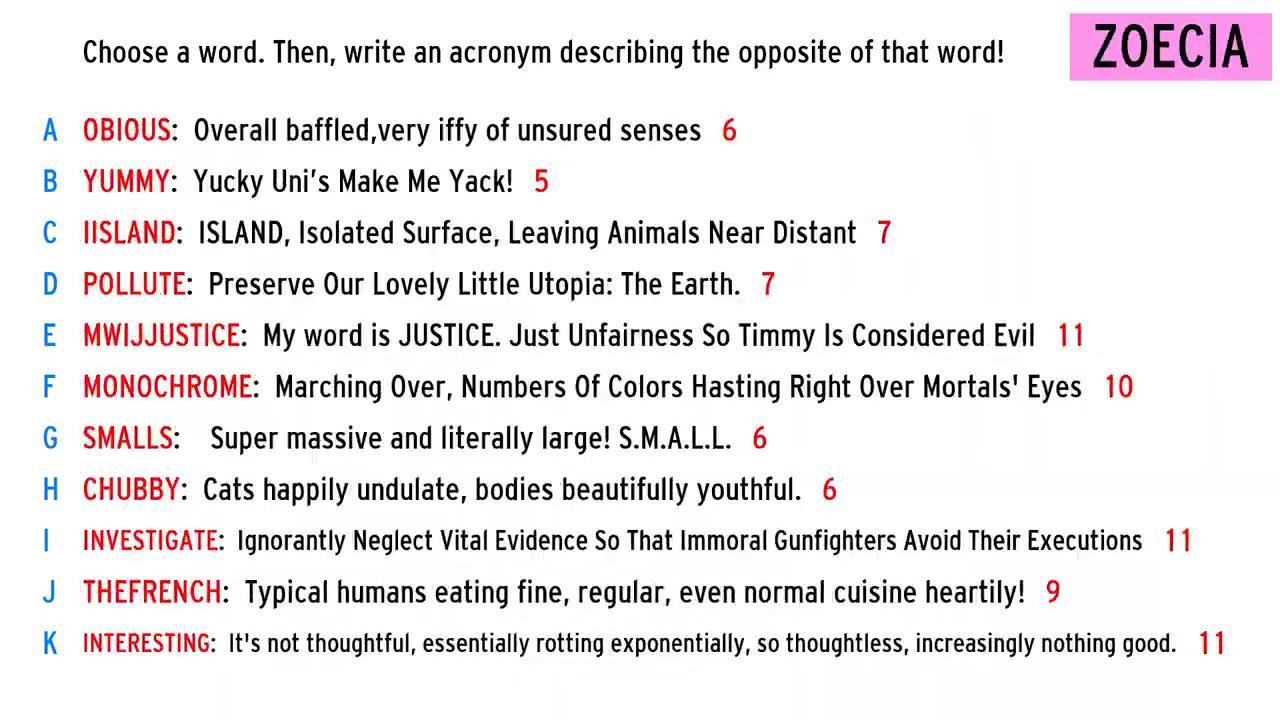 Choose a word. Then, write an acronym describing the opposite of that word!
ZOECIA
A OBIOUS: Overall baffled,very iffy of unsured senses 6
B YUMMY: Yucky Uni's Make Me Yack! 5
C IISLAND: ISLAND, Isolated Surface, Leaving Animals Near Distant 7
D POLLUTE: Preserve Our Lovely Little Utopia: The Earth. 7
E MWIJJUSTICE: My word is JUSTICE. Just Unfairness So Timmy Is Considered Evil 11
F MONOCHROME: Marching Over, Numbers Of Colors Hasting Right Over Mortals' Eyes 10
G SMALLS: Super massive and literally large! S.M.A.L.L. 6
H CHUBBY: Cats happily undulate, bodies beautifully youthful. 6
I INVESTIGATE: Ignorantly Neglect Vital Evidence So That Immoral Gunfighters Avoid Their Executions 11
J THEFRENCH: Typical humans eating fine, regular, even normal cuisine heartily! 9
K INTERESTING: It's not thoughtful, essentially rotting exponentially, so thoughtless, increasingly nothing good. 11